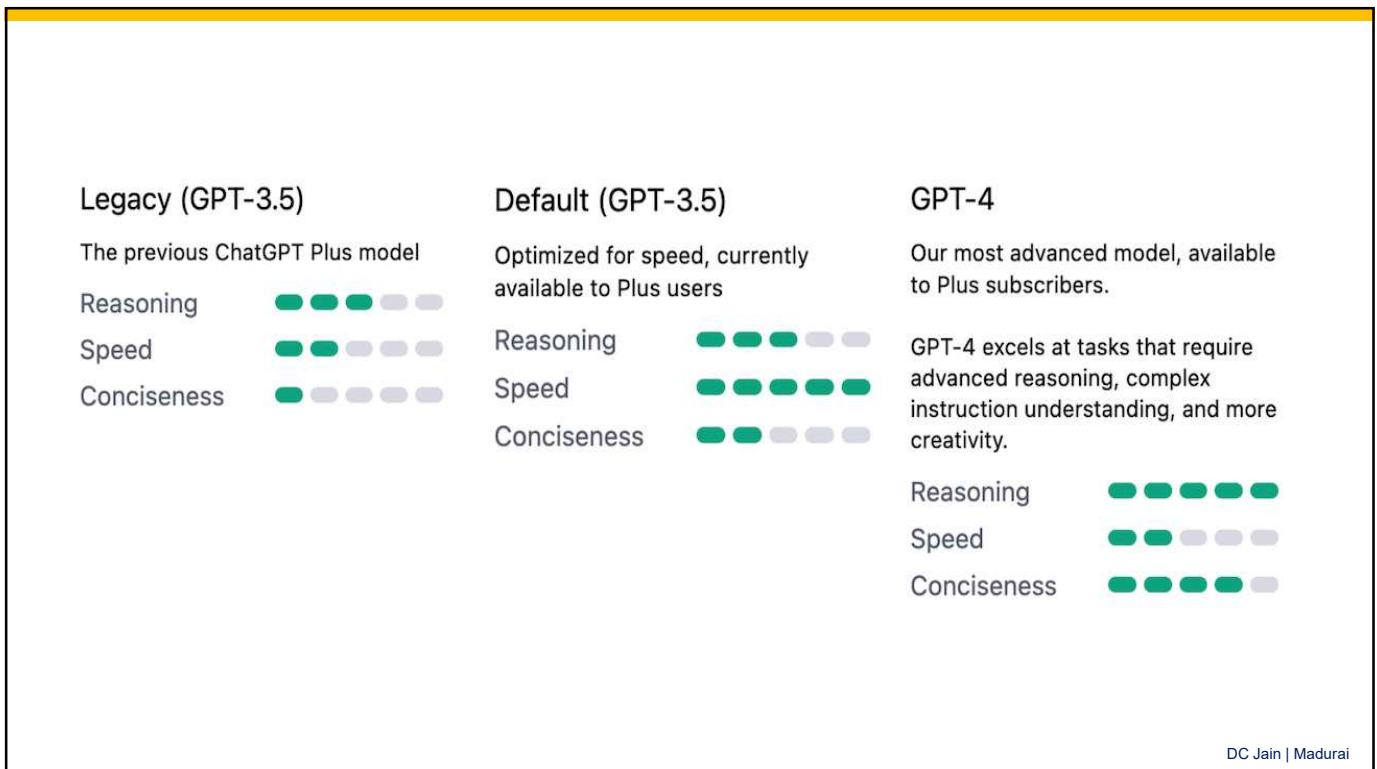 Legacy (GPT-3.5)
The previous ChatGPT Plus model
Reasoning
Speed
Conciseness
Default (GPT-3.5)
Optimized for speed, currently
available to Plus users
Reasoning
Speed
Conciseness
GPT-4
Our most advanced model, available
to Plus subscribers.
GPT-4 excels at tasks that require
advanced reasoning, complex
instruction understanding, and more
creativity.
Reasoning
Speed
Conciseness
DC Jain | Madurai